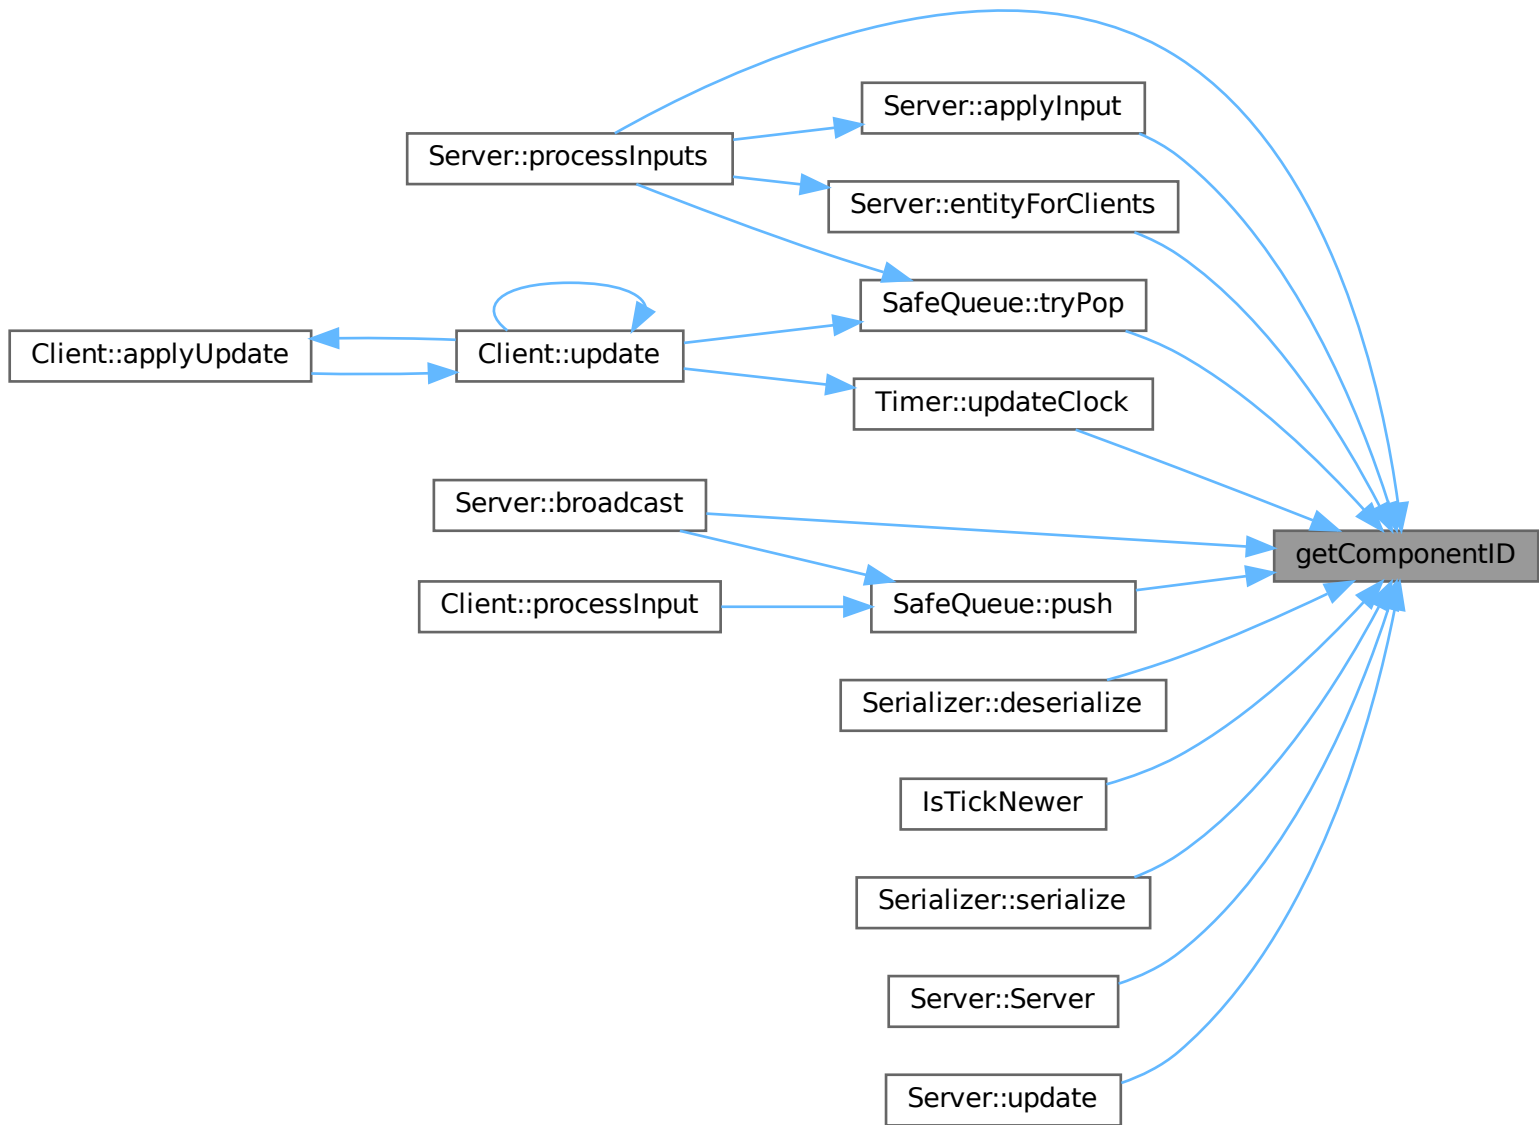 Server::applyInput
Server::processInputs
Server::entityForClients
SafeQueue::tryPop
Client::applyUpdate
Client::update
Timer::updateClock
Server::broadcast
getComponentID
Client::processInput
SafeQueue::push
Serializer::deserialize
IsTickNewer
Serializer::serialize
Server::Server
Server::update